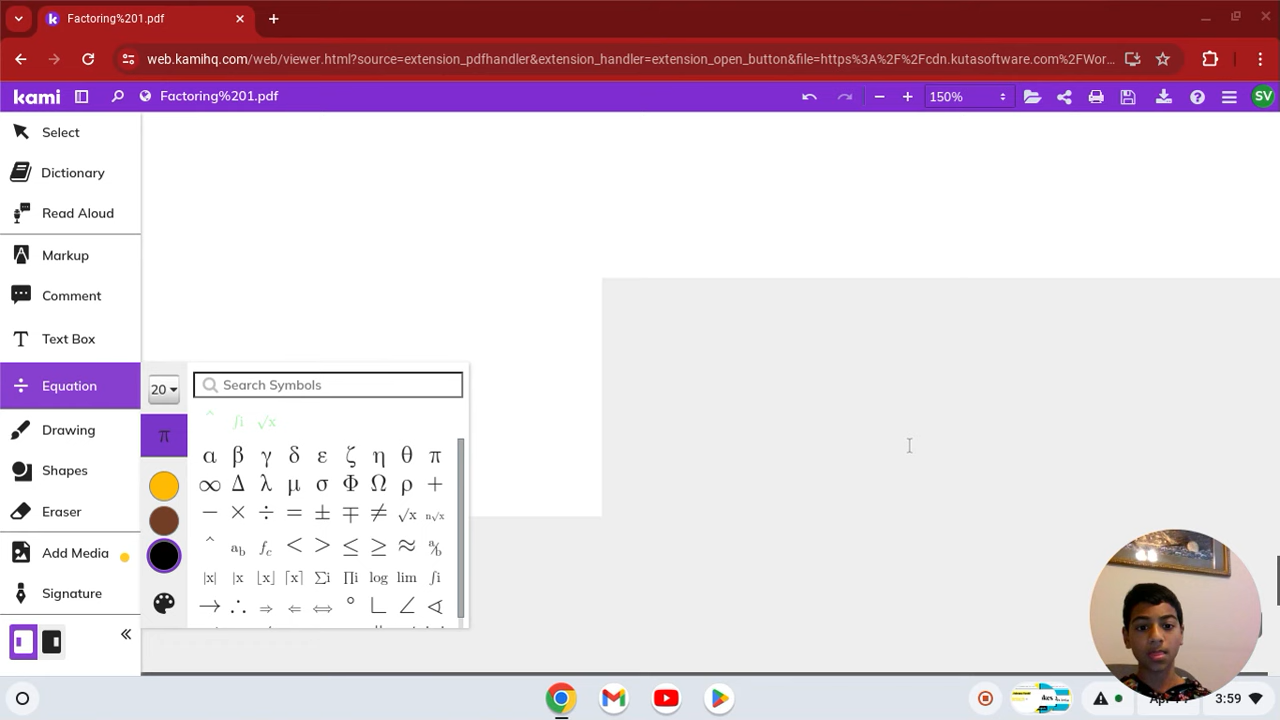 Factoring%201.pdf
web.kamihq.com/web/viewer.html?source=extension_pdfhandler&extension_handler=extension_open_button&file=https%3A%2F%2Fcdn.kutasoftware.com%2FWor...
kami
Factoring%201.pdf
150%
SV
Select
Dictionary
Read Aloud
Markup
Comment
Text Box
Equation
Drawing
Shapes
Eraser
Add Media
Signature
20
π
Search Symbols
^ ∫i √x
α β γ δ ε ζ η θ π
∞ Δ λ μ σ Φ Ω ρ +
− × ÷ = ± ∓ ≠ √x n√x
^ ab fc < > ≤ ≥ ≈ a/b
|x| |x ⌊x⌋ ⌈x⌉ ∑i ∏i log lim ∫i
→ ∴ ⇒ ⇐ ⇔ ° ∟ ∠ ∢
3:59